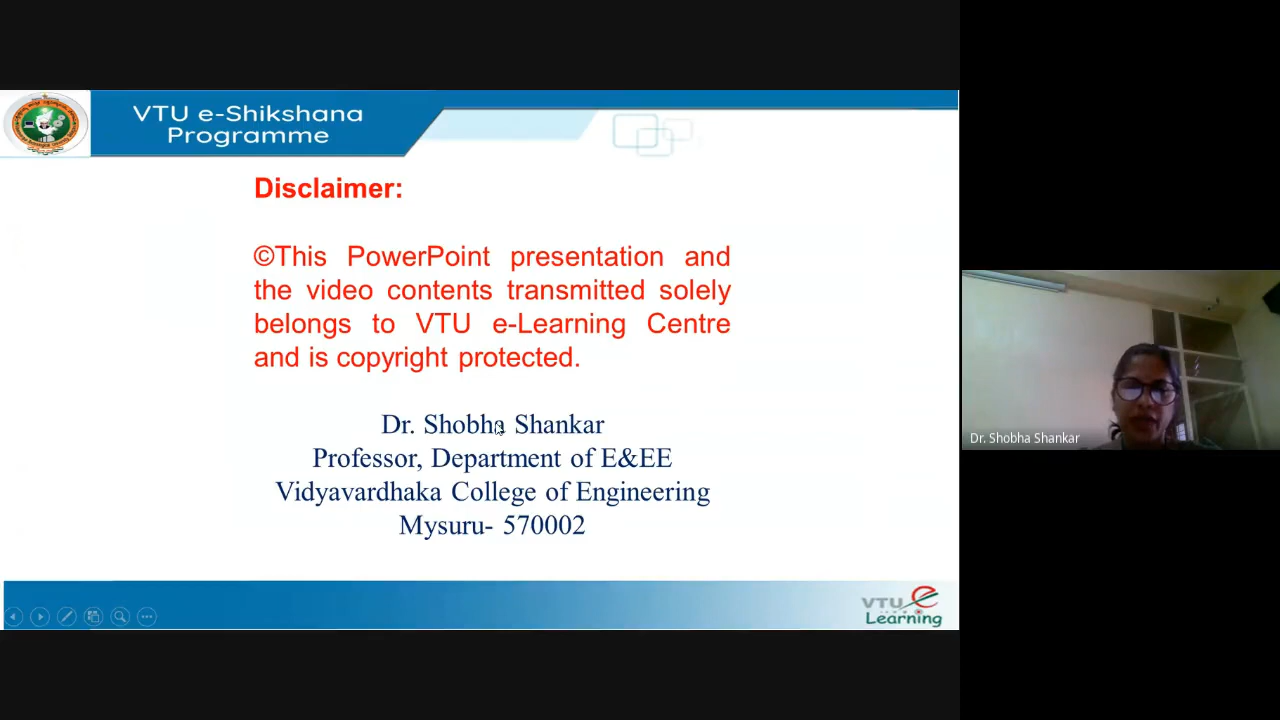 VTU e-Shikshana
Programme
Disclaimer:
©This PowerPoint presentation and
the video contents transmitted solely
belongs to VTU e-Learning Centre
and is copyright protected.
Dr. Shobha Shankar
Professor, Department of E&EE
Vidyavardhaka College of Engineering
Mysuru- 570002
Dr. Shobha Shankar
VTU e
Learning